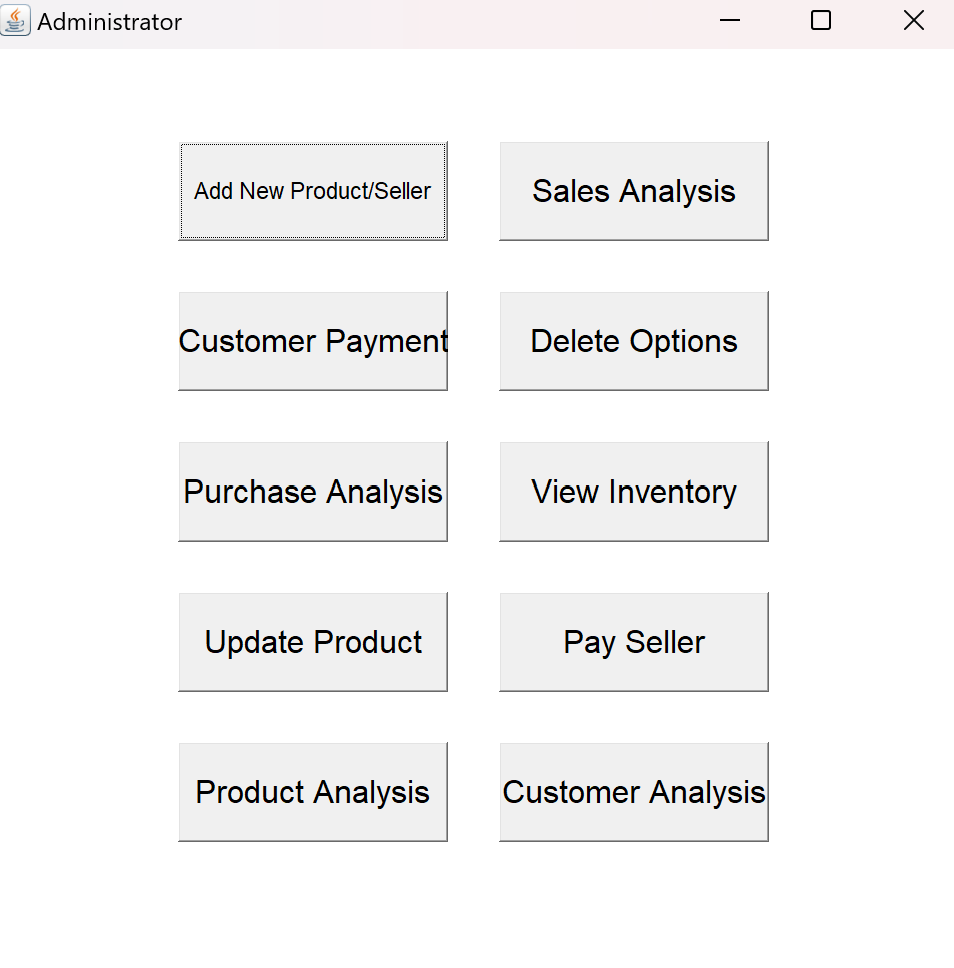 Administrator
Add New Product/Seller
Sales Analysis
Customer Payment
Delete Options
Purchase Analysis
View Inventory
Update Product
Pay Seller
Product Analysis
Customer Analysis